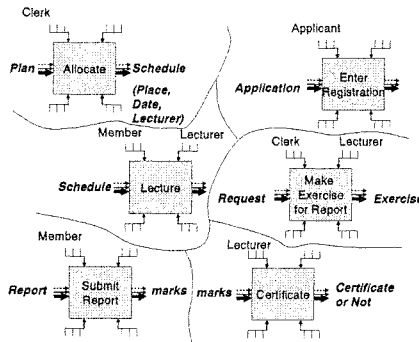 Clerk
Plan
Allocate
Schedule
(Place,
Date,
Lecturer)
Applicant
Application
Enter
Registration
Member
Lecturer
Schedule
Lecture
Clerk
Lecturer
Request
Make
Exercise
for Report
Exercise
Member
Report
Submit
Report
marks
Lecturer
marks
Certificate
Certificate
or Not